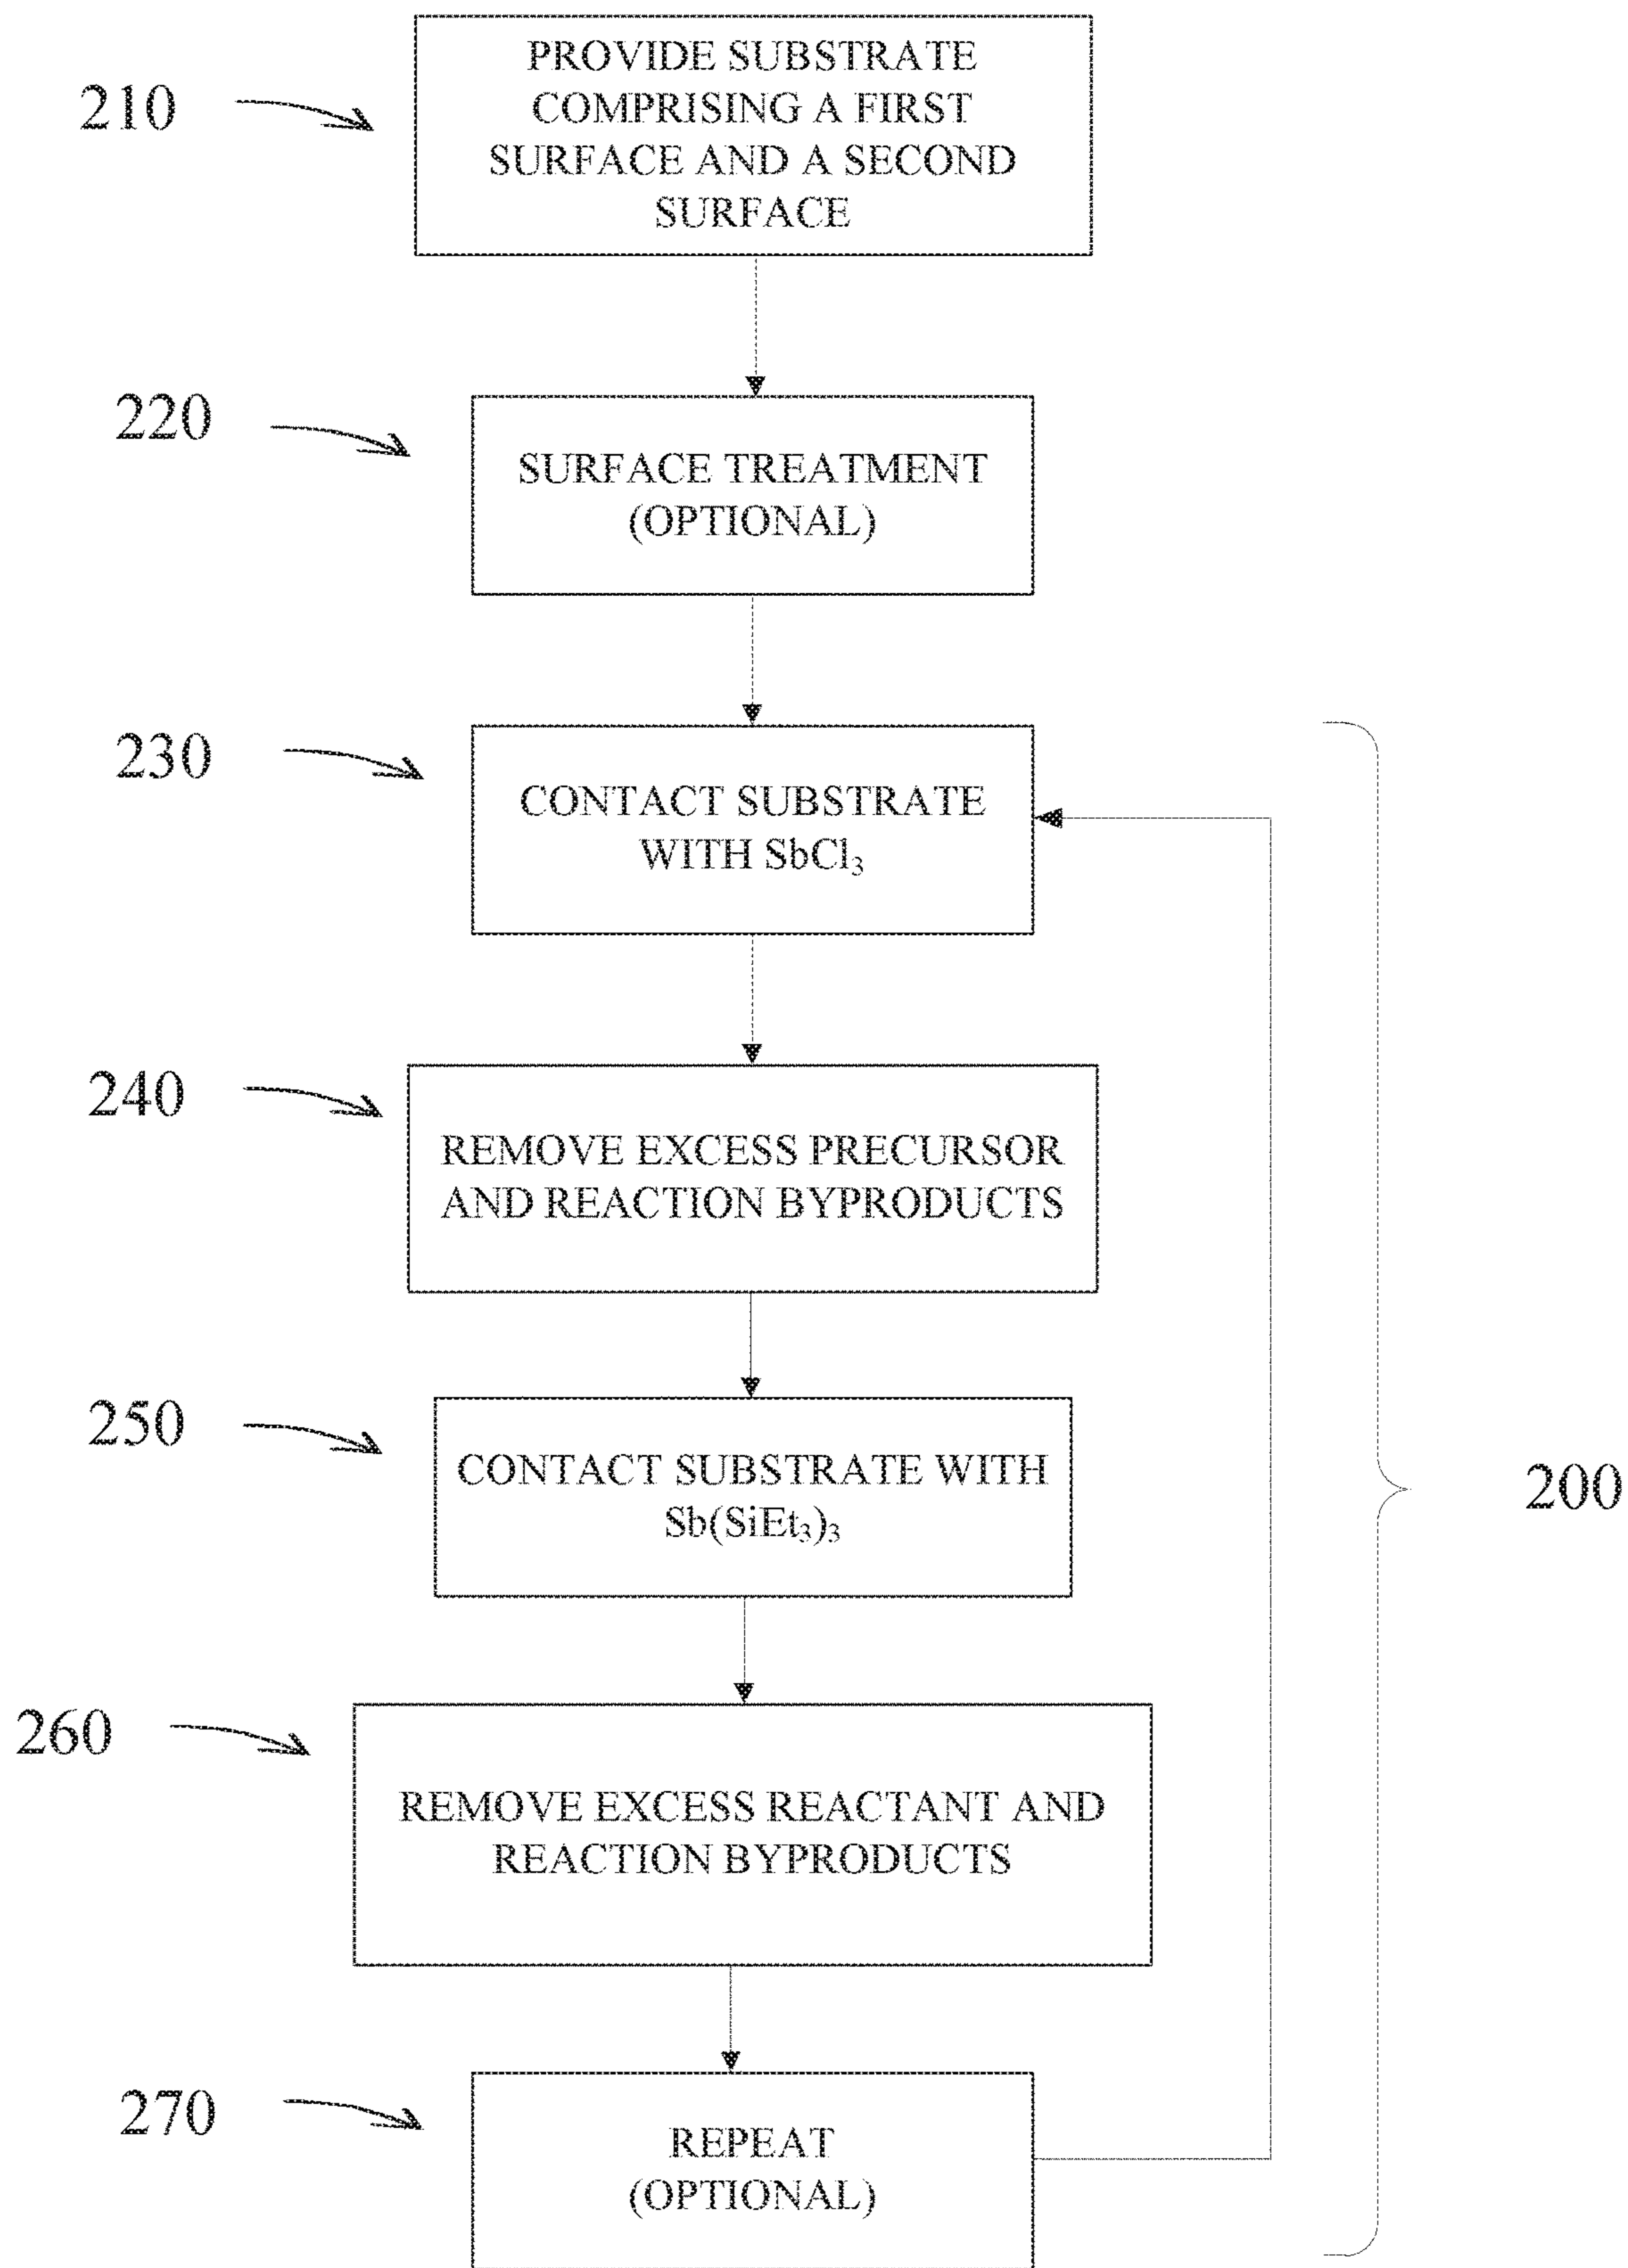 210
PROVIDE SUBSTRATE
COMPRISING A FIRST
SURFACE AND A SECOND
SURFACE
220
SURFACE TREATMENT
(OPTIONAL)
230
CONTACT SUBSTRATE
WITH SbCl₃
240
REMOVE EXCESS PRECURSOR
AND REACTION BYPRODUCTS
250
CONTACT SUBSTRATE WITH
Sb(SiEt₃)₃
200
260
REMOVE EXCESS REACTANT AND
REACTION BYPRODUCTS
270
REPEAT
(OPTIONAL)